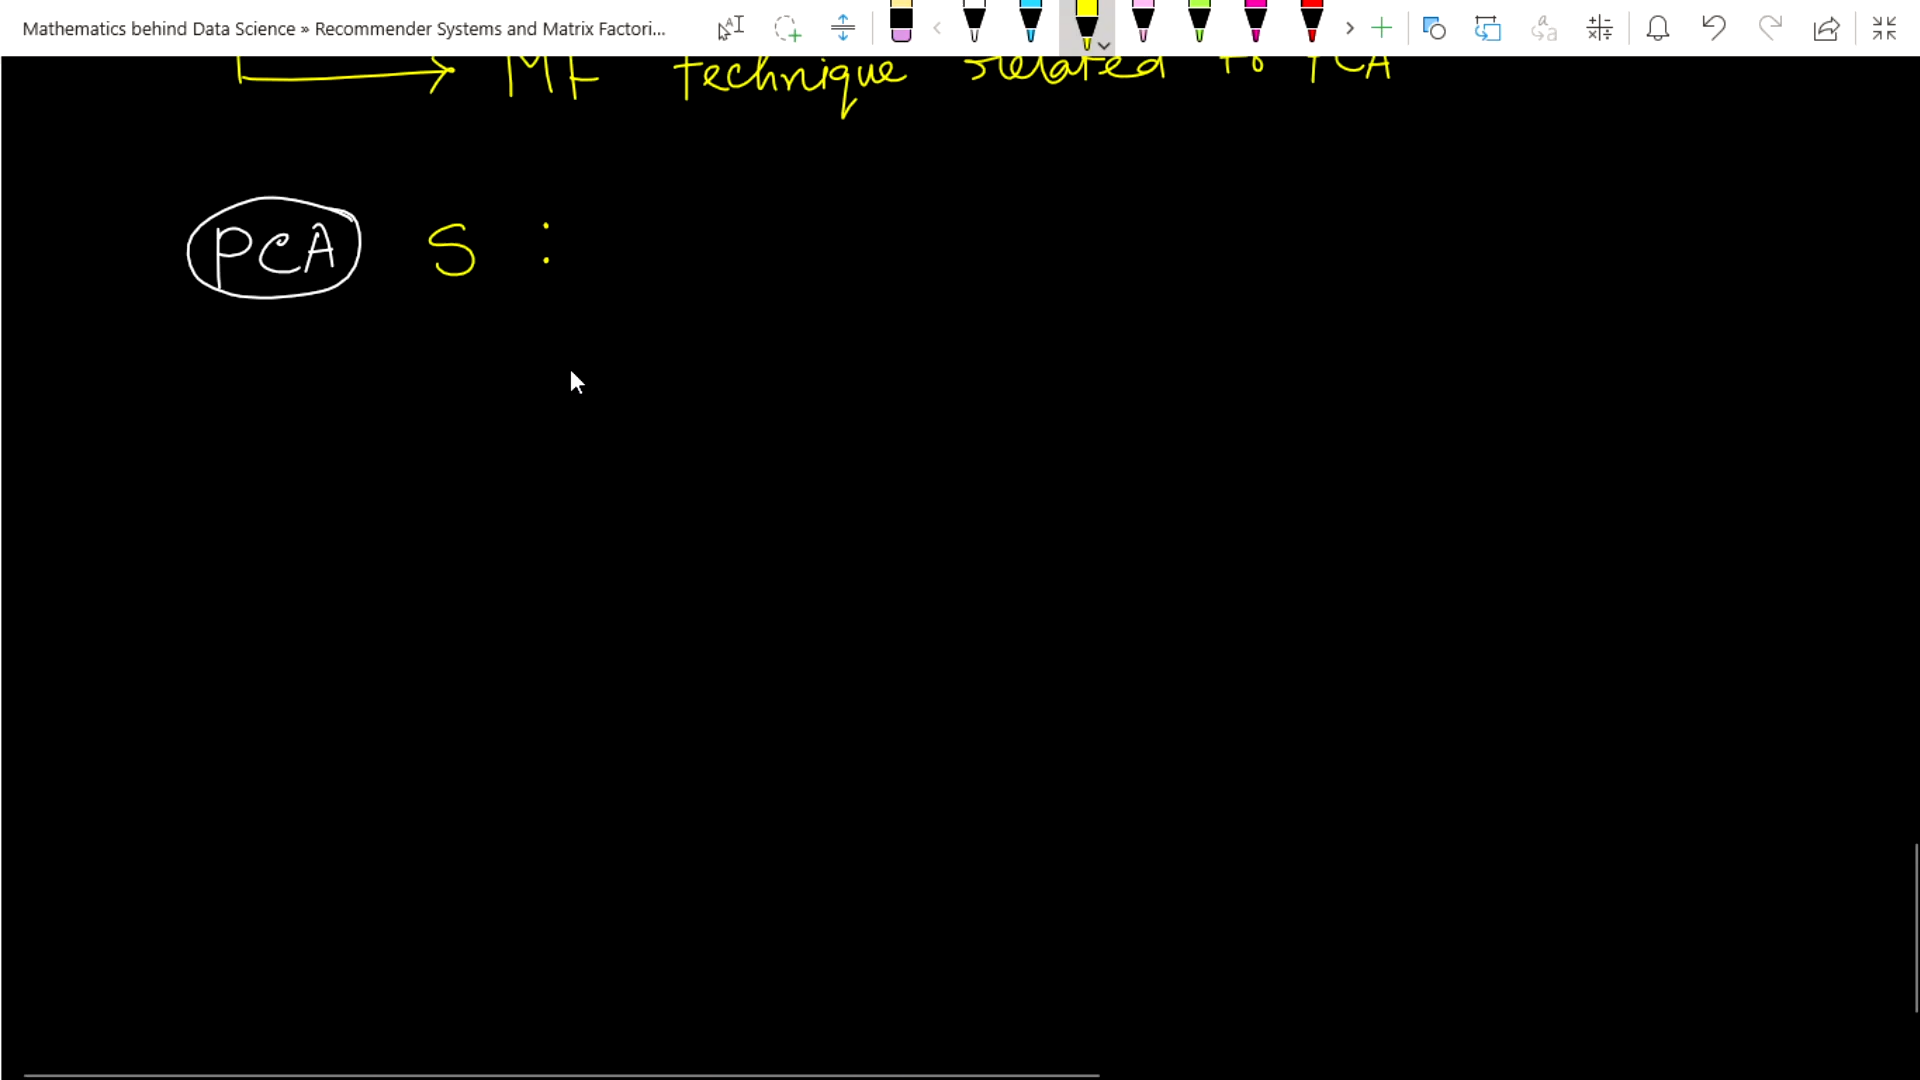 Mathematics behind Data Science » Recommender Systems and Matrix Factori...
MF technique related to PCA
PCA S :